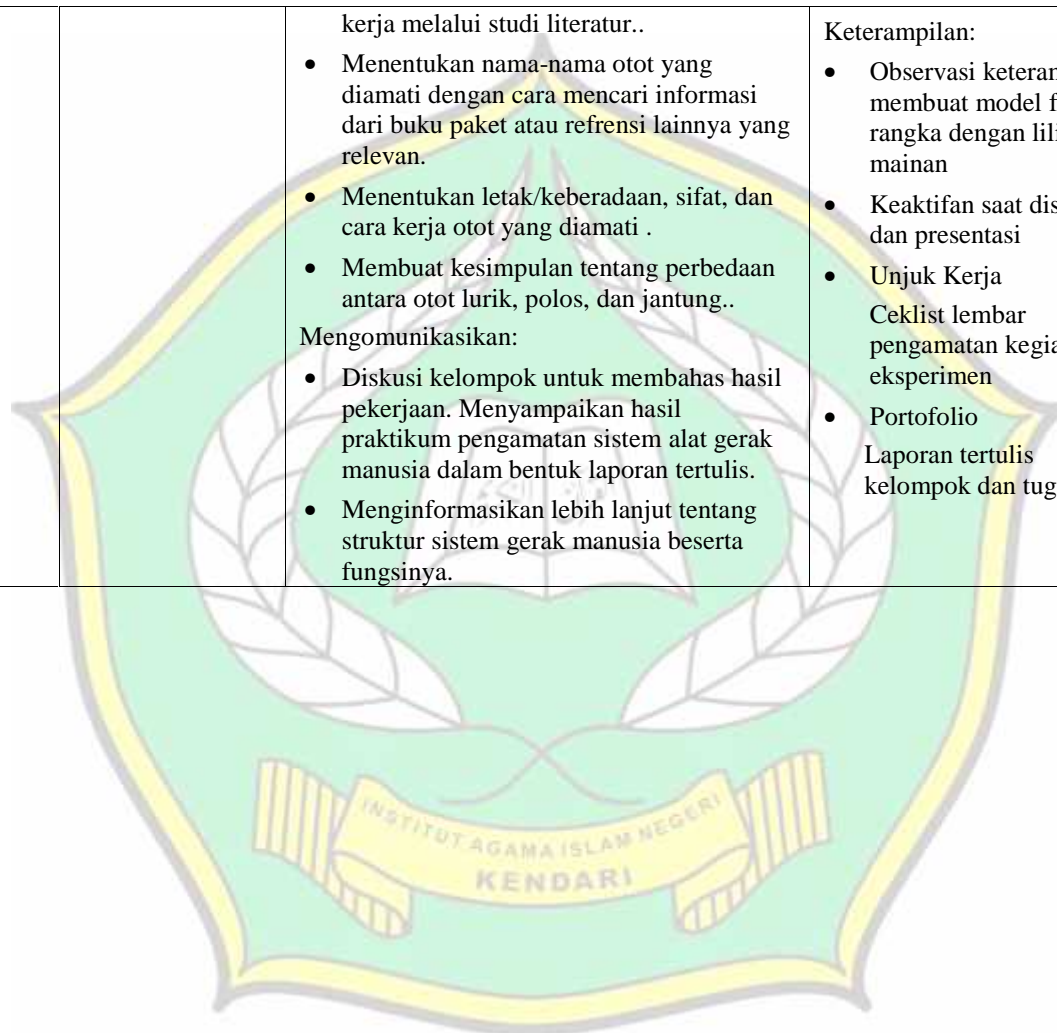 kerja melalui studi literatur..
• Menentukan nama-nama otot yang
diamati dengan cara mencari informasi
dari buku paket atau refrensi lainnya yang
relevan.
• Menentukan letak/keberadaan, sifat, dan
cara kerja otot yang diamati .
• Membuat kesimpulan tentang perbedaan
antara otot lurik, polos, dan jantung..
Mengomunikasikan:
• Diskusi kelompok untuk membahas hasil
pekerjaan. Menyampaikan hasil
praktikum pengamatan sistem alat gerak
manusia dalam bentuk laporan tertulis.
• Menginformasikan lebih lanjut tentang
struktur sistem gerak manusia beserta
fungsinya.
Keterampilan:
• Observasi
membuat model
rangka dengan
mainan
• Keaktifan saat
dan presentasi
• Unjuk Kerja
Ceklist lembar
pengamatan
eksperimen
• Portofolio
Laporan tertulis
kelompok dan
INSTITUT AGAMA ISLAM NEGERI
KENDARI